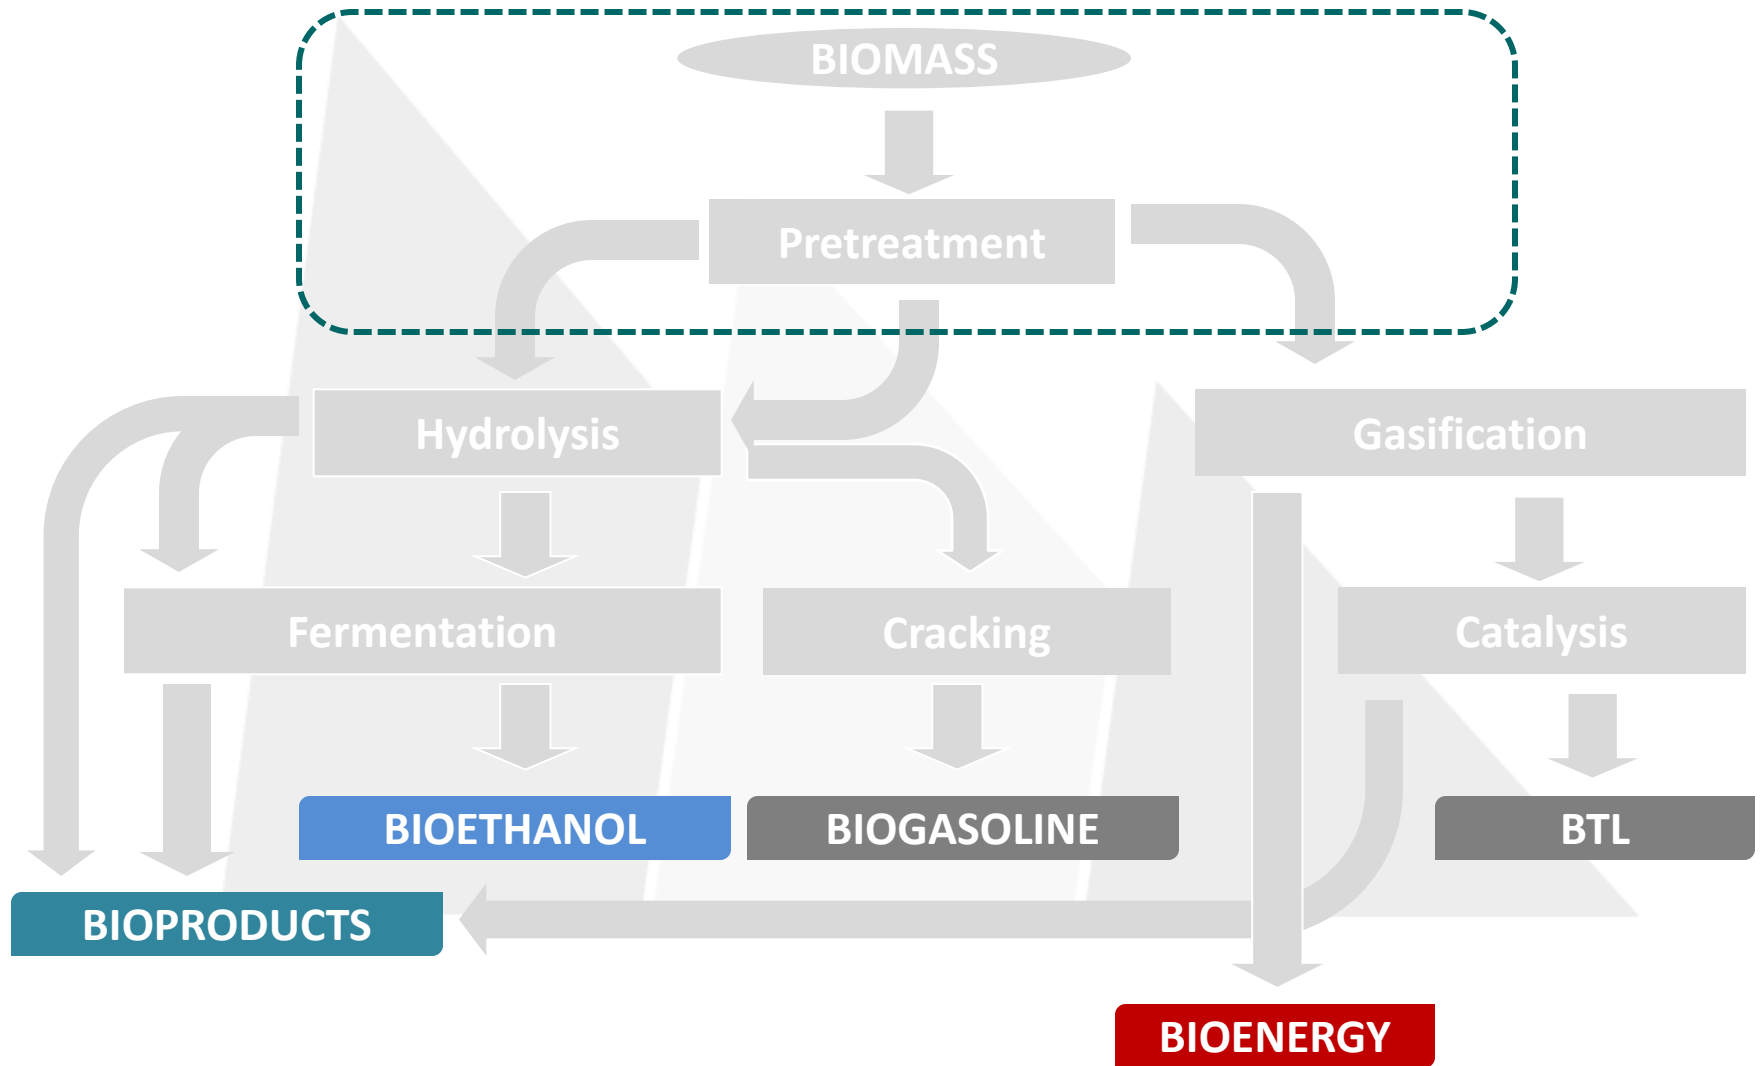 BIOMASS
Pretreatment
Hydrolysis
Gasification
Fermentation
Cracking
Catalysis
BIOETHANOL
BIOGASOLINE
BTL
BIOPRODUCTS
BIOENERGY